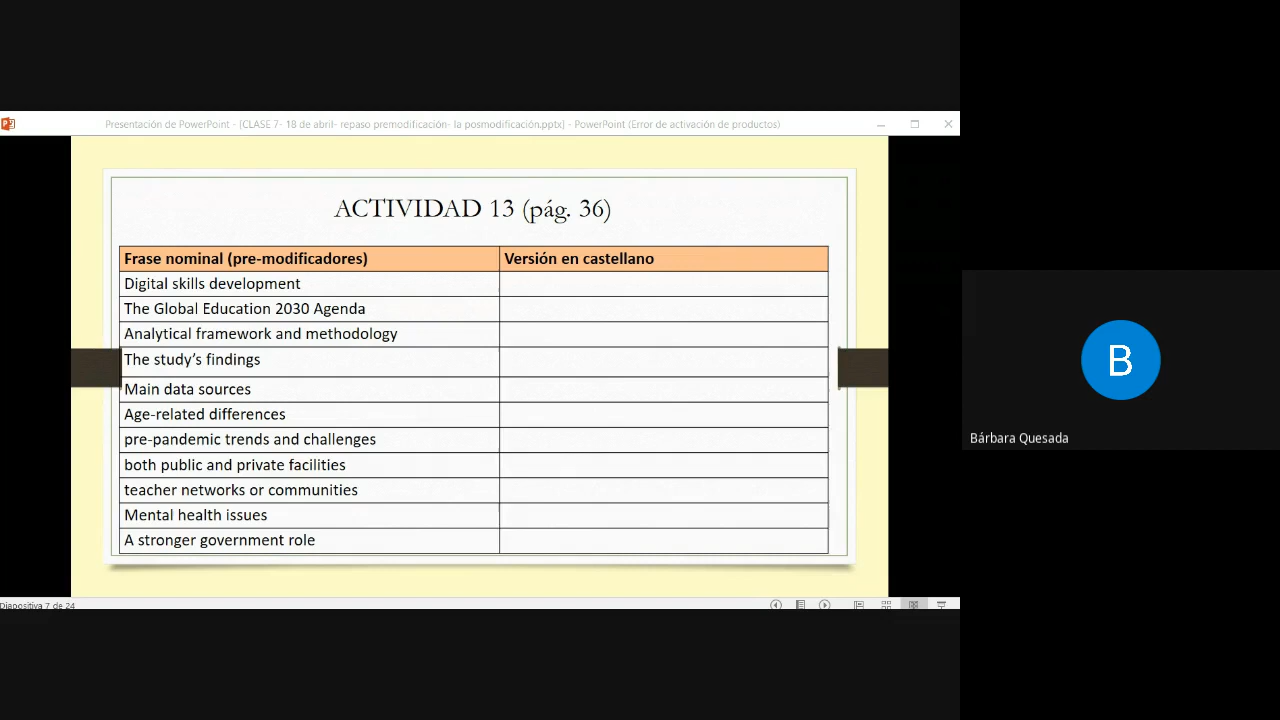 Presentación de PowerPoint - [CLASE 7- 18 de abril- repaso premodificación- la posmodificación.pptx] - PowerPoint (Error de activación de productos)
ACTIVIDAD 13 (pág. 36)
Frase nominal (pre-modificadores) Versión en castellano
Digital skills development
The Global Education 2030 Agenda
Analytical framework and methodology
The study’s findings
Main data sources
Age-related differences
pre-pandemic trends and challenges
both public and private facilities
teacher networks or communities
Mental health issues
A stronger government role
Diapositiva 7 de 24
B
Bárbara Quesada